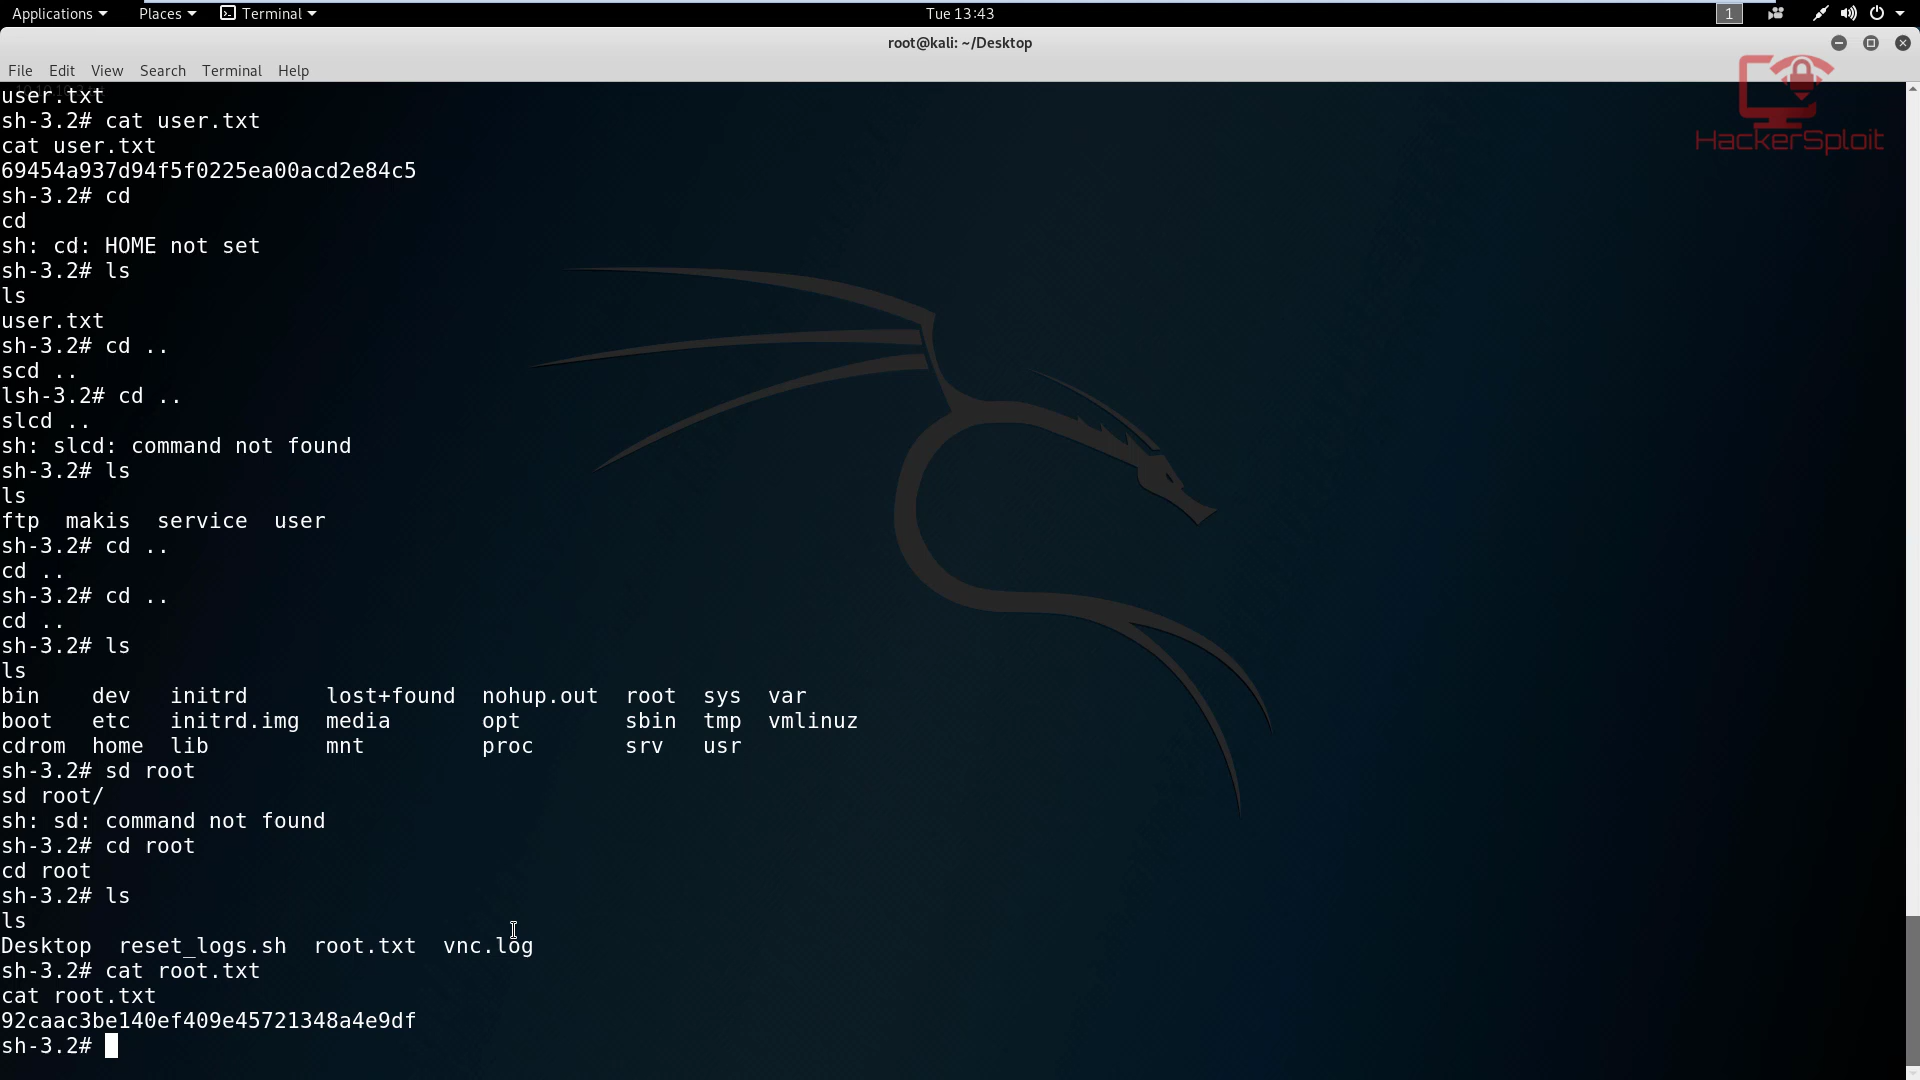 Applications Places Terminal Tue 13:43 1
root@kali: ~/Desktop
File Edit View Search Terminal Help
HackerSploit
user.txt
sh-3.2# cat user.txt
cat user.txt
69454a937d94f5f0225ea00acd2e84c5
sh-3.2# cd
cd
sh: cd: HOME not set
sh-3.2# ls
ls
user.txt
sh-3.2# cd ..
scd ..
lsh-3.2# cd ..
slcd ..
sh: slcd: command not found
sh-3.2# ls
ls
ftp makis service user
sh-3.2# cd ..
cd ..
sh-3.2# cd ..
cd ..
sh-3.2# ls
ls
bin dev initrd lost+found nohup.out root sys var
boot etc initrd.img media opt sbin tmp vmlinuz
cdrom home lib mnt proc srv usr
sh-3.2# sd root
sd root/
sh: sd: command not found
sh-3.2# cd root
cd root
sh-3.2# ls
ls
Desktop reset_logs.sh root.txt vnc.log
sh-3.2# cat root.txt
cat root.txt
92caac3be140ef409e45721348a4e9df
sh-3.2#